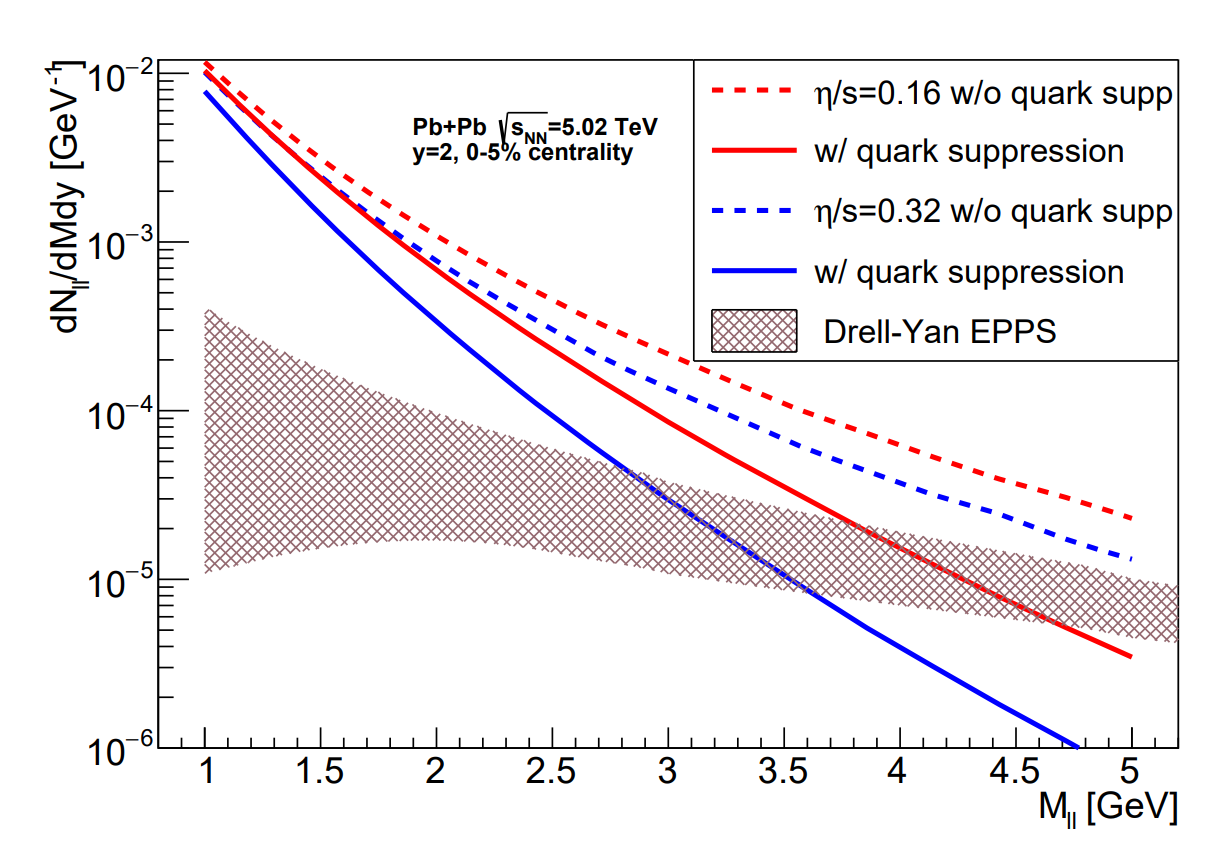 dN_ll/dMdy [GeV^-1]
10^−2
10^−3
10^−4
10^−5
10^−6
Pb+Pb √s_NN=5.02 TeV
y=2, 0-5% centrality
η/s=0.16 w/o quark supp
w/ quark suppression
η/s=0.32 w/o quark supp
w/ quark suppression
Drell-Yan EPPS
1 1.5 2 2.5 3 3.5 4 4.5 5
M_ll [GeV]